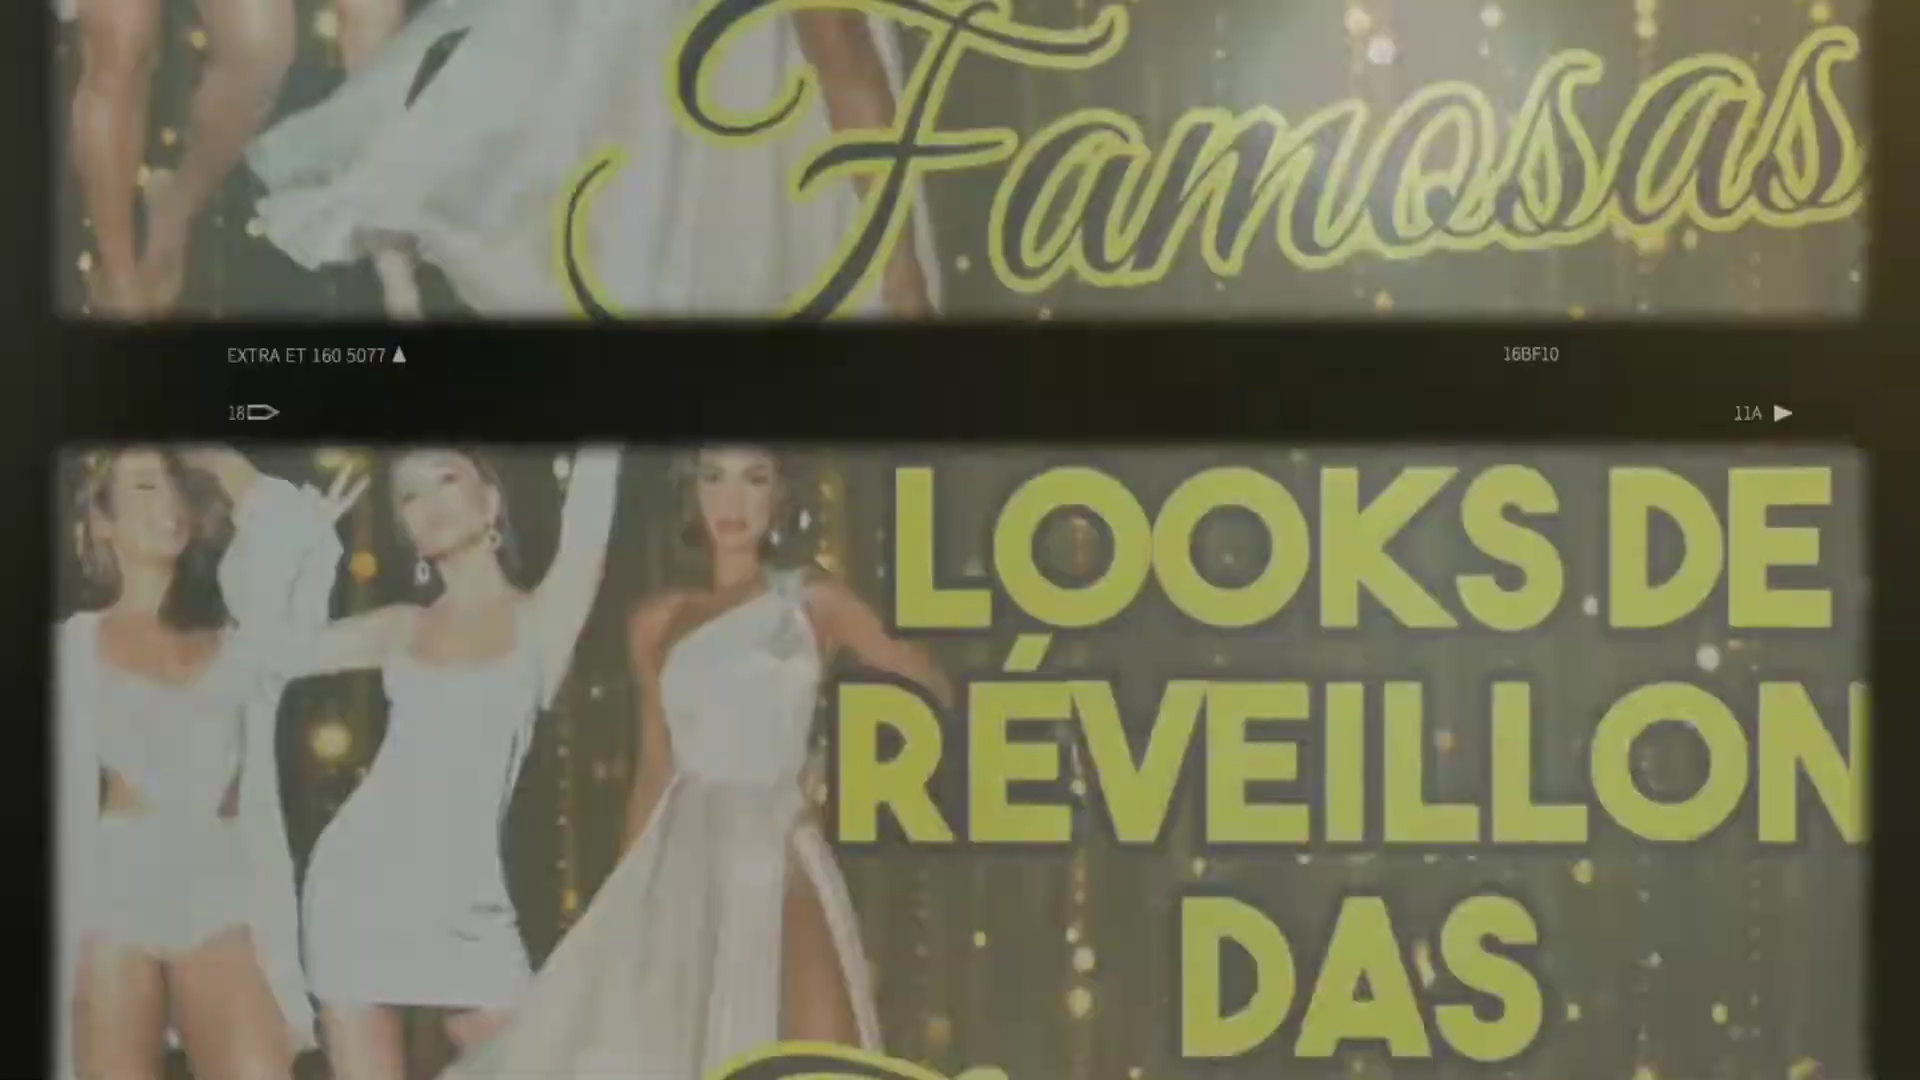 Famosas
EXTRA ET 160 5077
16BF10
18
11A
LOOKS DE
RÉVEILLON
DAS